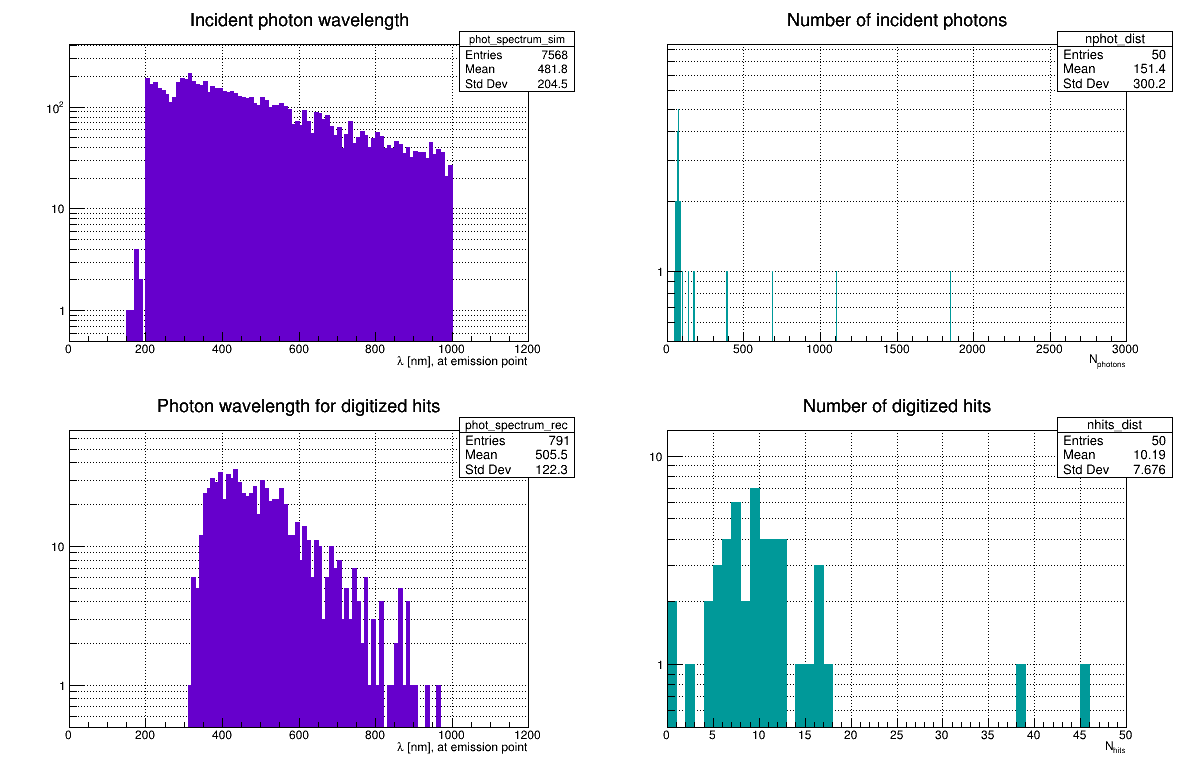 Incident photon wavelength
phot_spectrum_sim
Entries 7568
Mean 481.8
Std Dev 204.5
10²
10
1
0 200 400 600 800 1000 1200
λ [nm], at emission point
Number of incident photons
nphot_dist
Entries 50
Mean 151.4
Std Dev 300.2
1
0 500 1000 1500 2000 2500 3000
Nphotons
Photon wavelength for digitized hits
phot_spectrum_rec
Entries 791
Mean 505.5
Std Dev 122.3
10
1
0 200 400 600 800 1000 1200
λ [nm], at emission point
Number of digitized hits
nhits_dist
Entries 50
Mean 10.19
Std Dev 7.676
10
1
0 5 10 15 20 25 30 35 40 45 50
Nhits